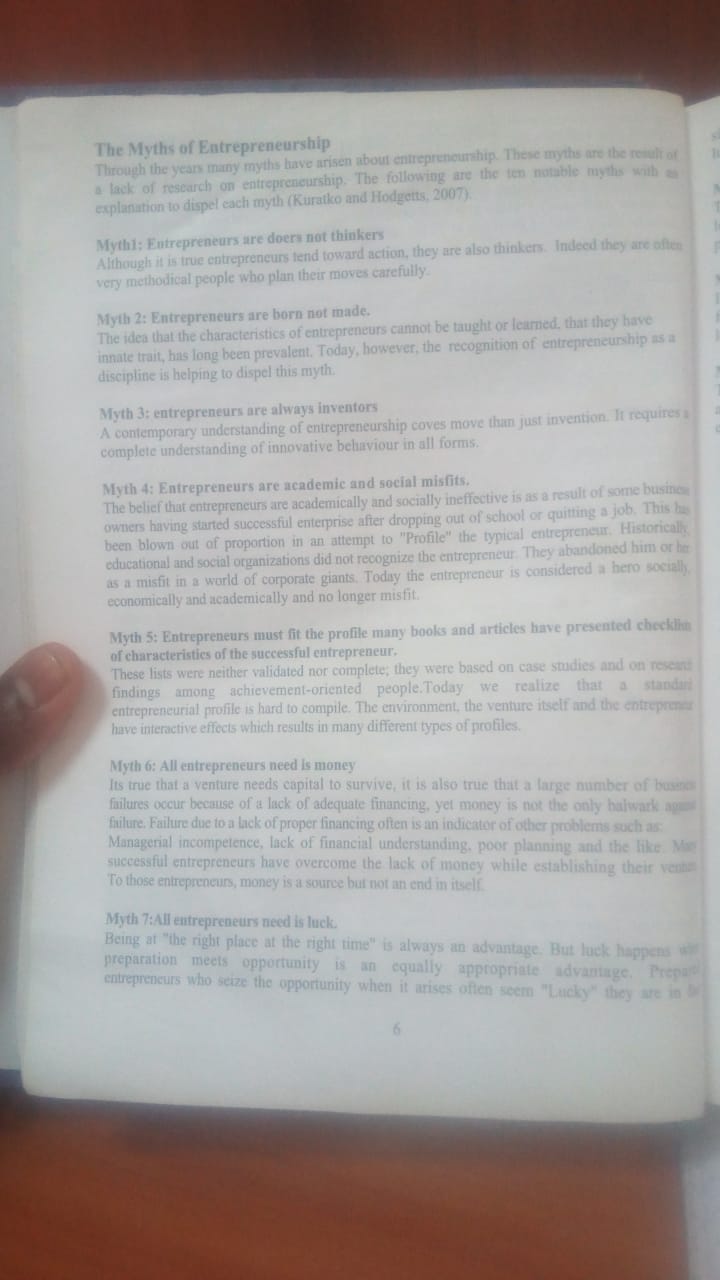 The Myths of Entrepreneurship
Through the years many myths have arisen about entrepreneurship. These myths are the result of
a lack of research on entrepreneurship. The following are the ten notable myths with as
explanation to dispel each myth (Kuratko and Hodgetts, 2007).
Myth1: Entrepreneurs are doers not thinkers
Although it is true entrepreneurs tend toward action, they are also thinkers. Indeed they are often
very methodical people who plan their moves carefully.
Myth 2: Entrepreneurs are born not made.
The idea that the characteristics of entrepreneurs cannot be taught or learned, that they have
innate trait, has long been prevalent. Today, however, the recognition of entrepreneurship as a
discipline is helping to dispel this myth.
Myth 3: entrepreneurs are always inventors
A contemporary understanding of entrepreneurship coves move than just invention. It requires a
complete understanding of innovative behaviour in all forms.
Myth 4: Entrepreneurs are academic and social misfits.
The belief that entrepreneurs are academically and socially ineffective is as a result of some business
owners having started successful enterprise after dropping out of school or quitting a job. This has
been blown out of proportion in an attempt to "Profile" the typical entrepreneur. Historically,
educational and social organizations did not recognize the entrepreneur. They abandoned him or her
as a misfit in a world of corporate giants. Today the entrepreneur is considered a hero socially,
economically and academically and no longer misfit.
Myth 5: Entrepreneurs must fit the profile many books and articles have presented checklist
of characteristics of the successful entrepreneur.
These lists were neither validated nor complete; they were based on case studies and on research
findings among achievement-oriented people.Today we realize that a standard
entrepreneurial profile is hard to compile. The environment, the venture itself and the entrepreneur
have interactive effects which results in many different types of profiles.
Myth 6: All entrepreneurs need is money
Its true that a venture needs capital to survive, it is also true that a large number of business
failures occur because of a lack of adequate financing, yet money is not the only balwark against
failure. Failure due to a lack of proper financing often is an indicator of other problems such as:
Managerial incompetence, lack of financial understanding, poor planning and the like. Many
successful entrepreneurs have overcome the lack of money while establishing their venture
To those entrepreneurs, money is a source but not an end in itself.
Myth 7:All entrepreneurs need is luck.
Being at "the right place at the right time" is always an advantage. But luck happens
preparation meets opportunity is an equally appropriate advantage.
entrepreneurs who seize the opportunity when it arises often seem "Lucky" they are in
6